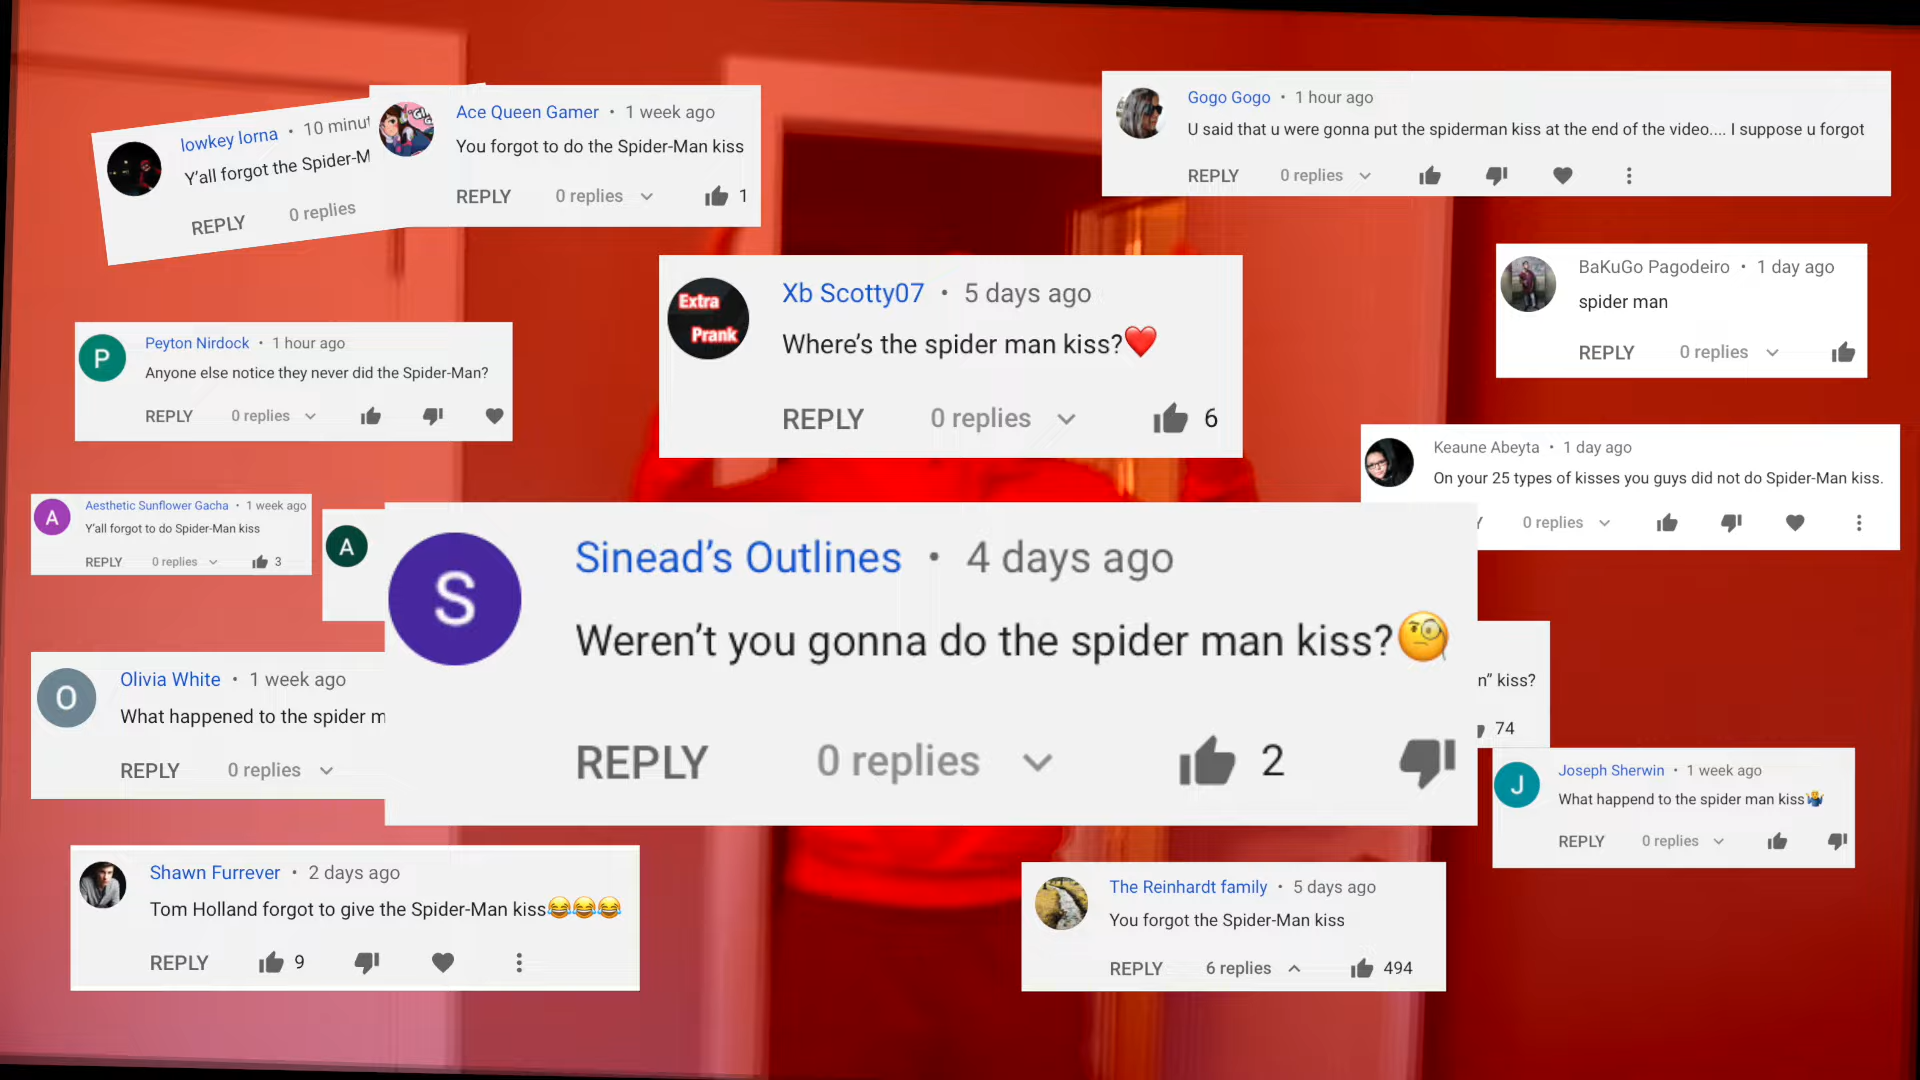 lowkey lorna • 10 minut
Y'all forgot the Spider-M
REPLY 0 replies
Ace Queen Gamer • 1 week ago
You forgot to do the Spider-Man kiss
REPLY 0 replies 1
Gogo Gogo • 1 hour ago
U said that u were gonna put the spiderman kiss at the end of the video.... I suppose u forgot
REPLY 0 replies
Extra
Prank
Xb Scotty07 • 5 days ago
Where's the spider man kiss?❤️
REPLY 0 replies 6
BaKuGo Pagodeiro • 1 day ago
spider man
REPLY 0 replies
P
Peyton Nirdock • 1 hour ago
Anyone else notice they never did the Spider-Man?
REPLY 0 replies
Keaune Abeyta • 1 day ago
On your 25 types of kisses you guys did not do Spider-Man kiss.
Y 0 replies
A
Aesthetic Sunflower Gacha • 1 week ago
Y'all forgot to do Spider-Man kiss
REPLY 0 replies 3
A
S
Sinead's Outlines • 4 days ago
Weren't you gonna do the spider man kiss?🧐
REPLY 0 replies 2
n" kiss?
74
O
Olivia White • 1 week ago
What happened to the spider m
REPLY 0 replies
J
Joseph Sherwin • 1 week ago
What happend to the spider man kiss🤷‍♂️
REPLY 0 replies
Shawn Furrever • 2 days ago
Tom Holland forgot to give the Spider-Man kiss😂😂😂
REPLY 9
The Reinhardt family • 5 days ago
You forgot the Spider-Man kiss
REPLY 6 replies 494